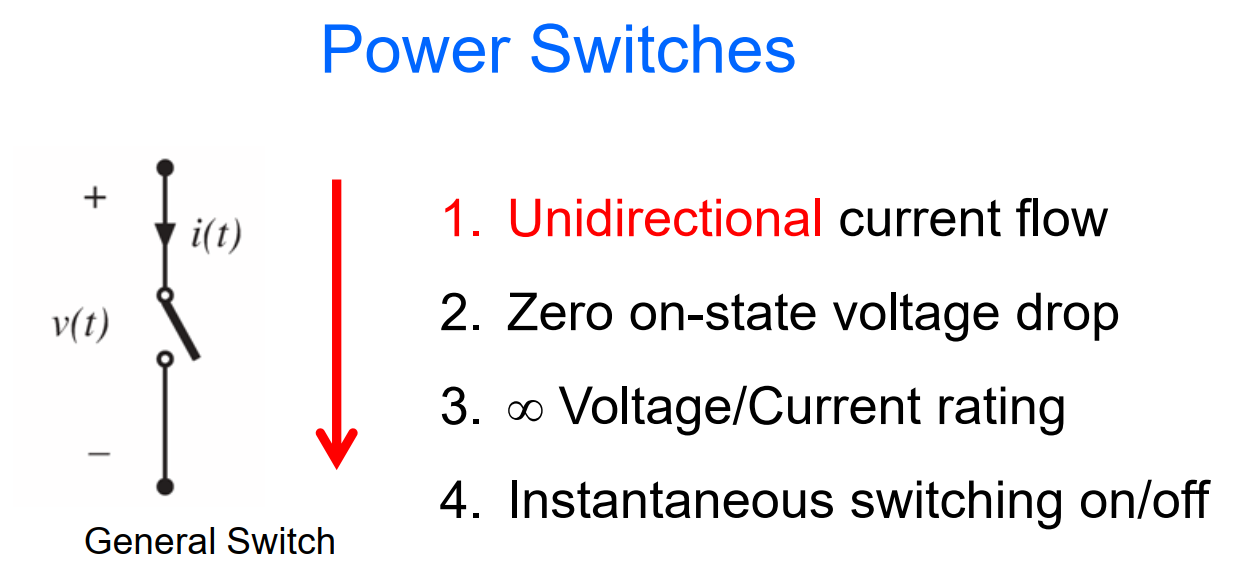 Power Switches
+
i(t)
v(t)
−
General Switch
1. Unidirectional current flow
2. Zero on-state voltage drop
3. ∞ Voltage/Current rating
4. Instantaneous switching on/off